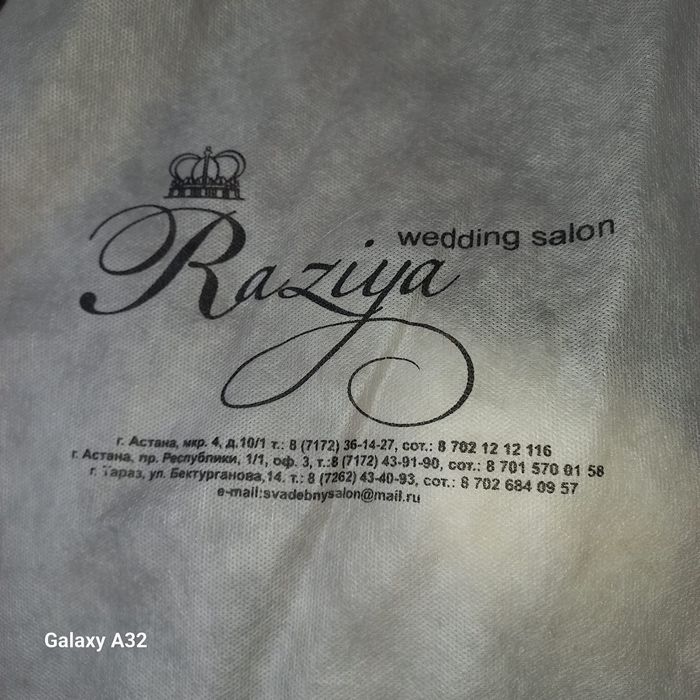 wedding salon
Raziya
г. Астана, мкр. 4, д.10/1 т.: 8 (7172) 36-14-27, сот.: 8 702 12 12 116
г. Астана, пр. Республики, 1/1, оф. 3, т.:8 (7172) 43-91-90, сот.: 8 701 570 01 58
г. Тараз, ул. Бектурганова,14. т.: 8 (7262) 43-40-93, сот.: 8 702 684 09 57
e-mail:svadebnysalon@mail.ru
Galaxy A32